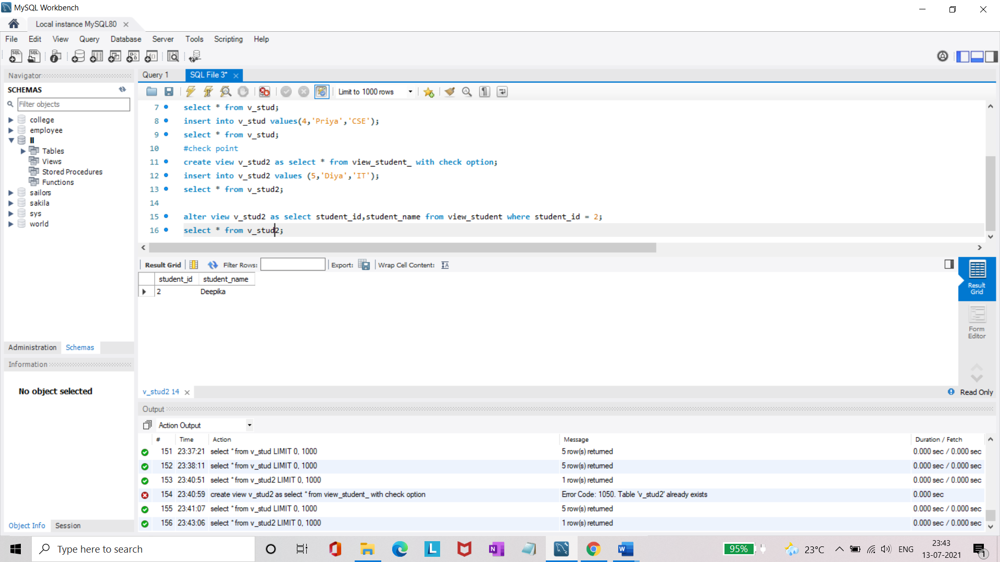 MySQL Workbench
Local instance MySQL80
File Edit View Query Database Server Tools Scripting Help
Navigator
SCHEMAS
Filter objects
college
employee
ll
Tables
Views
Stored Procedures
Functions
sailors
sakila
sys
world
Administration Schemas
Information
No object selected
Object Info Session
Query 1 SQL File 3*
Limit to 1000 rows
7 select * from v_stud;
8 insert into v_stud values(4,'Priya','CSE');
9 select * from v_stud;
10 #check point
11 create view v_stud2 as select * from view_student_ with check option;
12 insert into v_stud2 values (5,'Diya','IT');
13 select * from v_stud2;
14
15 alter view v_stud2 as select student_id,student_name from view_student where student_id = 2;
16 select * from v_stud2;
Result Grid Filter Rows: Export: Wrap Cell Content:
student_id student_name
2 Deepika
Result Grid
Form Editor
v_stud2 14
Read Only
Output
Action Output
# Time Action Message Duration / Fetch
151 23:37:21 select * from v_stud LIMIT 0, 1000 5 row(s) returned 0.000 sec / 0.000 sec
152 23:38:11 select * from v_stud LIMIT 0, 1000 5 row(s) returned 0.000 sec / 0.000 sec
153 23:40:51 select * from v_stud2 LIMIT 0, 1000 1 row(s) returned 0.000 sec / 0.000 sec
154 23:40:59 create view v_stud2 as select * from view_student_ with check option Error Code: 1050. Table 'v_stud2' already exists 0.000 sec
155 23:41:07 select * from v_stud LIMIT 0, 1000 5 row(s) returned 0.000 sec / 0.000 sec
156 23:43:06 select * from v_stud2 LIMIT 0, 1000 1 row(s) returned 0.000 sec / 0.000 sec
Type here to search
95%
23°C
ENG
23:43
13-07-2021
1